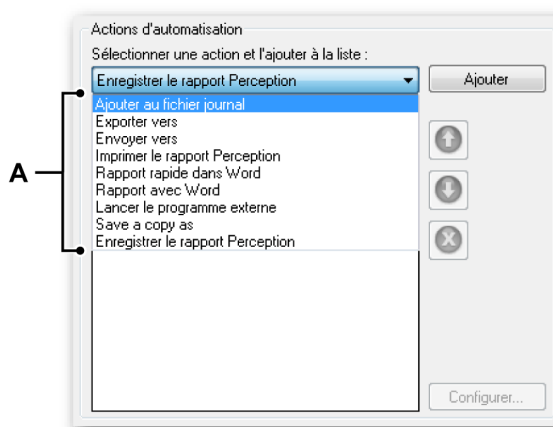 Actions d'automatisation
Sélectionner une action et l'ajouter à la liste :
Enregistrer le rapport Perception
Ajouter
Ajouter au fichier journal
Exporter vers
Envoyer vers
Imprimer le rapport Perception
A
Rapport rapide dans Word
Rapport avec Word
Lancer le programme externe
Save a copy as
Enregistrer le rapport Perception
Configurer...